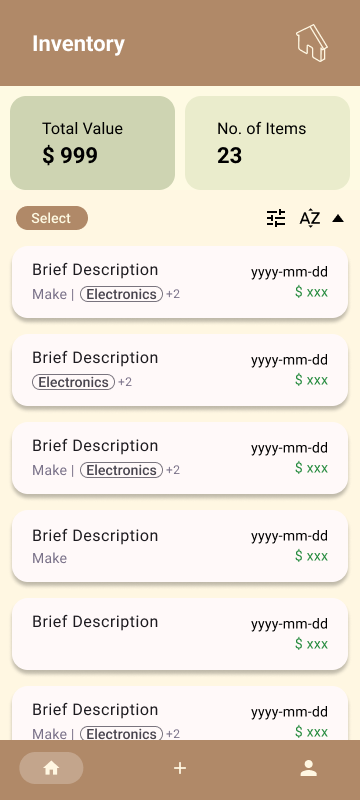 Inventory
Total Value
$ 999
No. of Items
23
Select
AZ
Brief Description
yyyy-mm-dd
Make | Electronics +2
$ xxx
Brief Description
yyyy-mm-dd
Electronics +2
$ xxx
Brief Description
yyyy-mm-dd
Make | Electronics +2
$ xxx
Brief Description
yyyy-mm-dd
Make
$ xxx
Brief Description
yyyy-mm-dd
$ xxx
Brief Description
yyyy-mm-dd
Make | Electronics +2
$ xxx